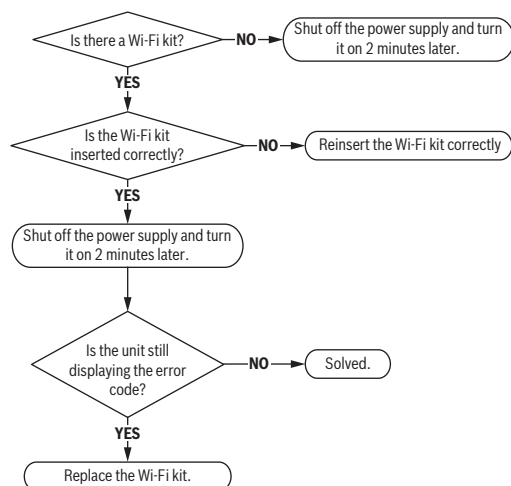 Is there a Wi-Fi kit?
NO
Shut off the power supply and turn
it on 2 minutes later.
YES
Is the Wi-Fi kit
inserted correctly?
NO
Reinsert the Wi-Fi kit correctly
YES
Shut off the power supply and turn
it on 2 minutes later.
Is the unit still
displaying the error
code?
NO
Solved.
YES
Replace the Wi-Fi kit.